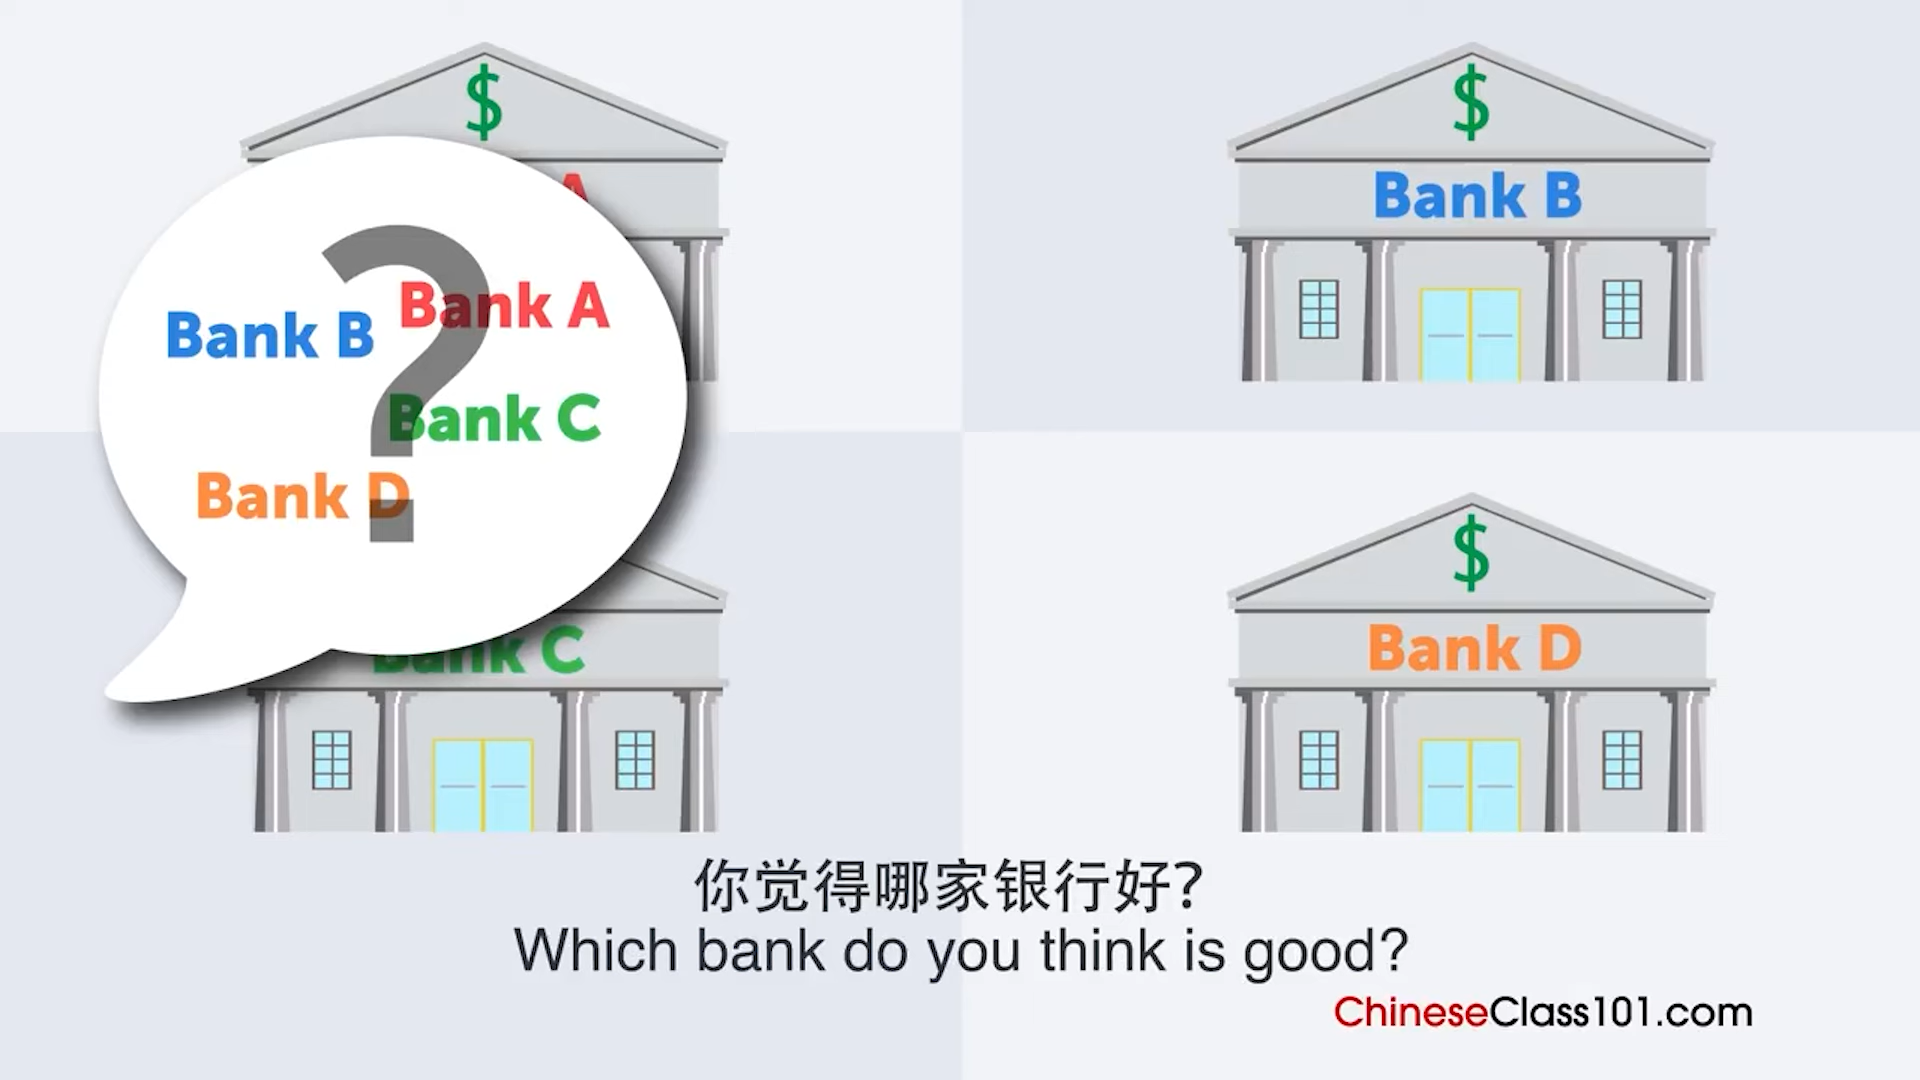 $
$
A
Bank B
Bank B
Bank A
Bank C
Bank D
?
$
Bank C
Bank D
你觉得哪家银行好?
Which bank do you think is good?
ChineseClass101.com